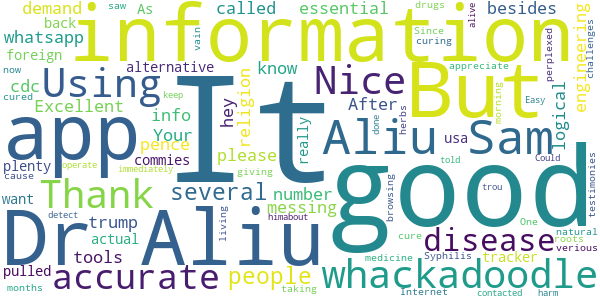 demand saw As called essential drugs alive
vain back information besides
whatsapp foreign
Since curing perplexed appreciate challenges
alternative
now cdc Using Nice know But engineering
cured Excellent info hey After logical morning Easy
keep
app It Your religion herbs usa done
pence really Aliu Sam
plenty commies please told Could
operate immediately giving
cause want Thank several number good One natural testimonies
Dr Aliu living messing browsing trou
trump detect actual himabout cure disease roots verious
pulled tools medicine Syphilis tracker
months accurate people whackadoodle
taking Internet contacted harm